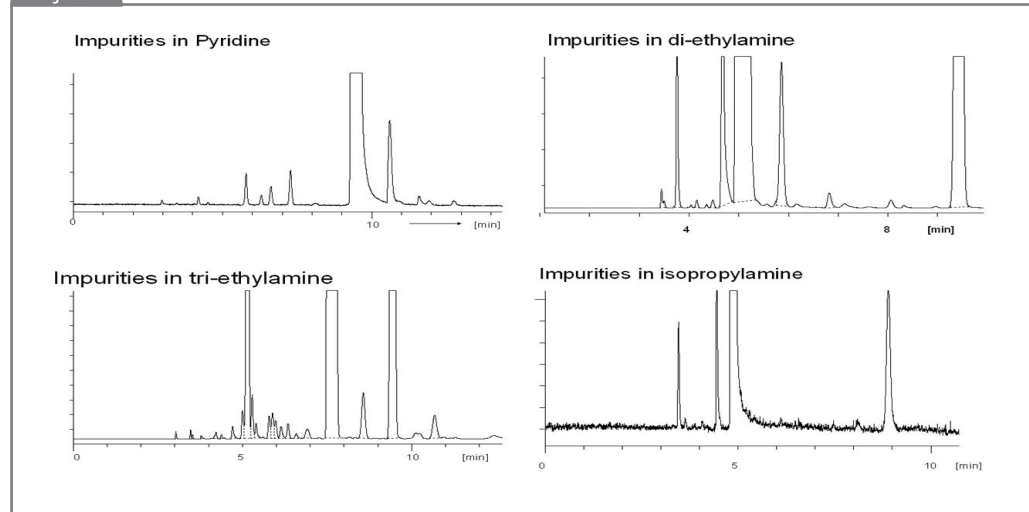 Impurities in Pyridine
0
10
[min]
Impurities in di-ethylamine
4
8
[min]
Impurities in tri-ethylamine
5
10
[min]
Impurities in isopropylamine
0
5
10
[min]